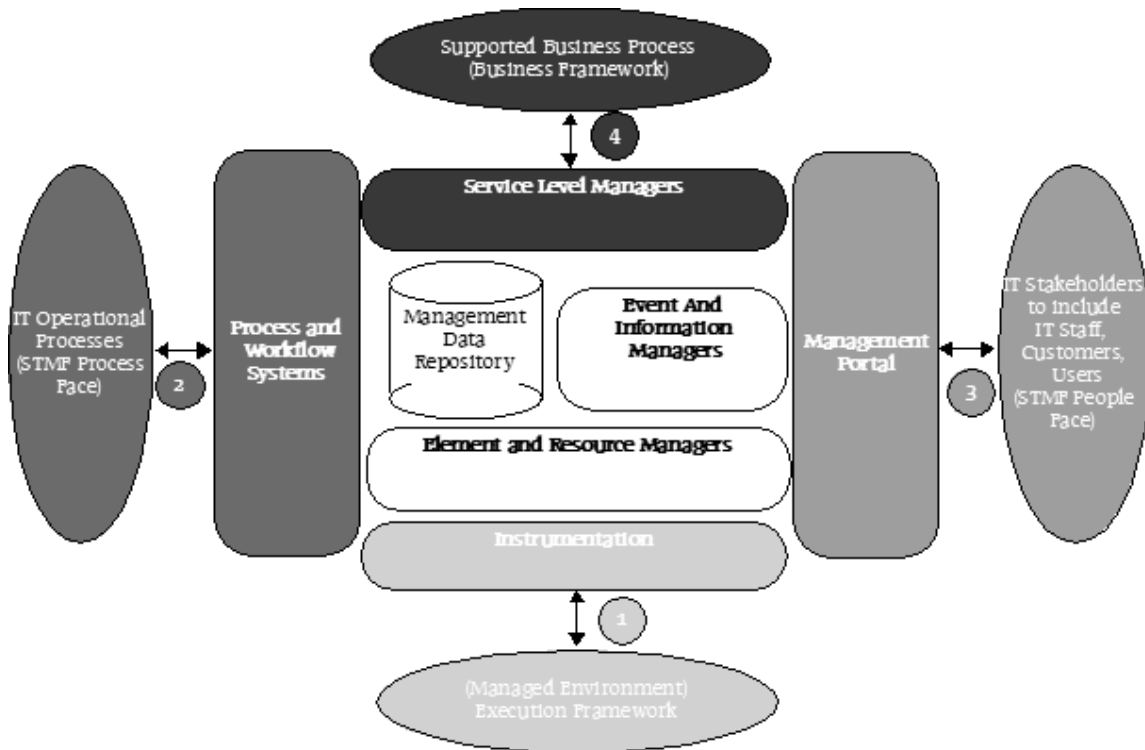 Supported Business Process
(Business Framework)
4
Service Level Managers
IT Operational
Processes
(STMF Process
Face)
2
Process and
Workflow
Systems
Management
Data
Repository
Event And
Information
Managers
Management
Portal
3
IT Stakeholders
to include
IT Staff,
Customers,
Users
(STMF People
Face)
Element and Resource Managers
Instrumentation
1
(Managed Environment)
Execution Framework